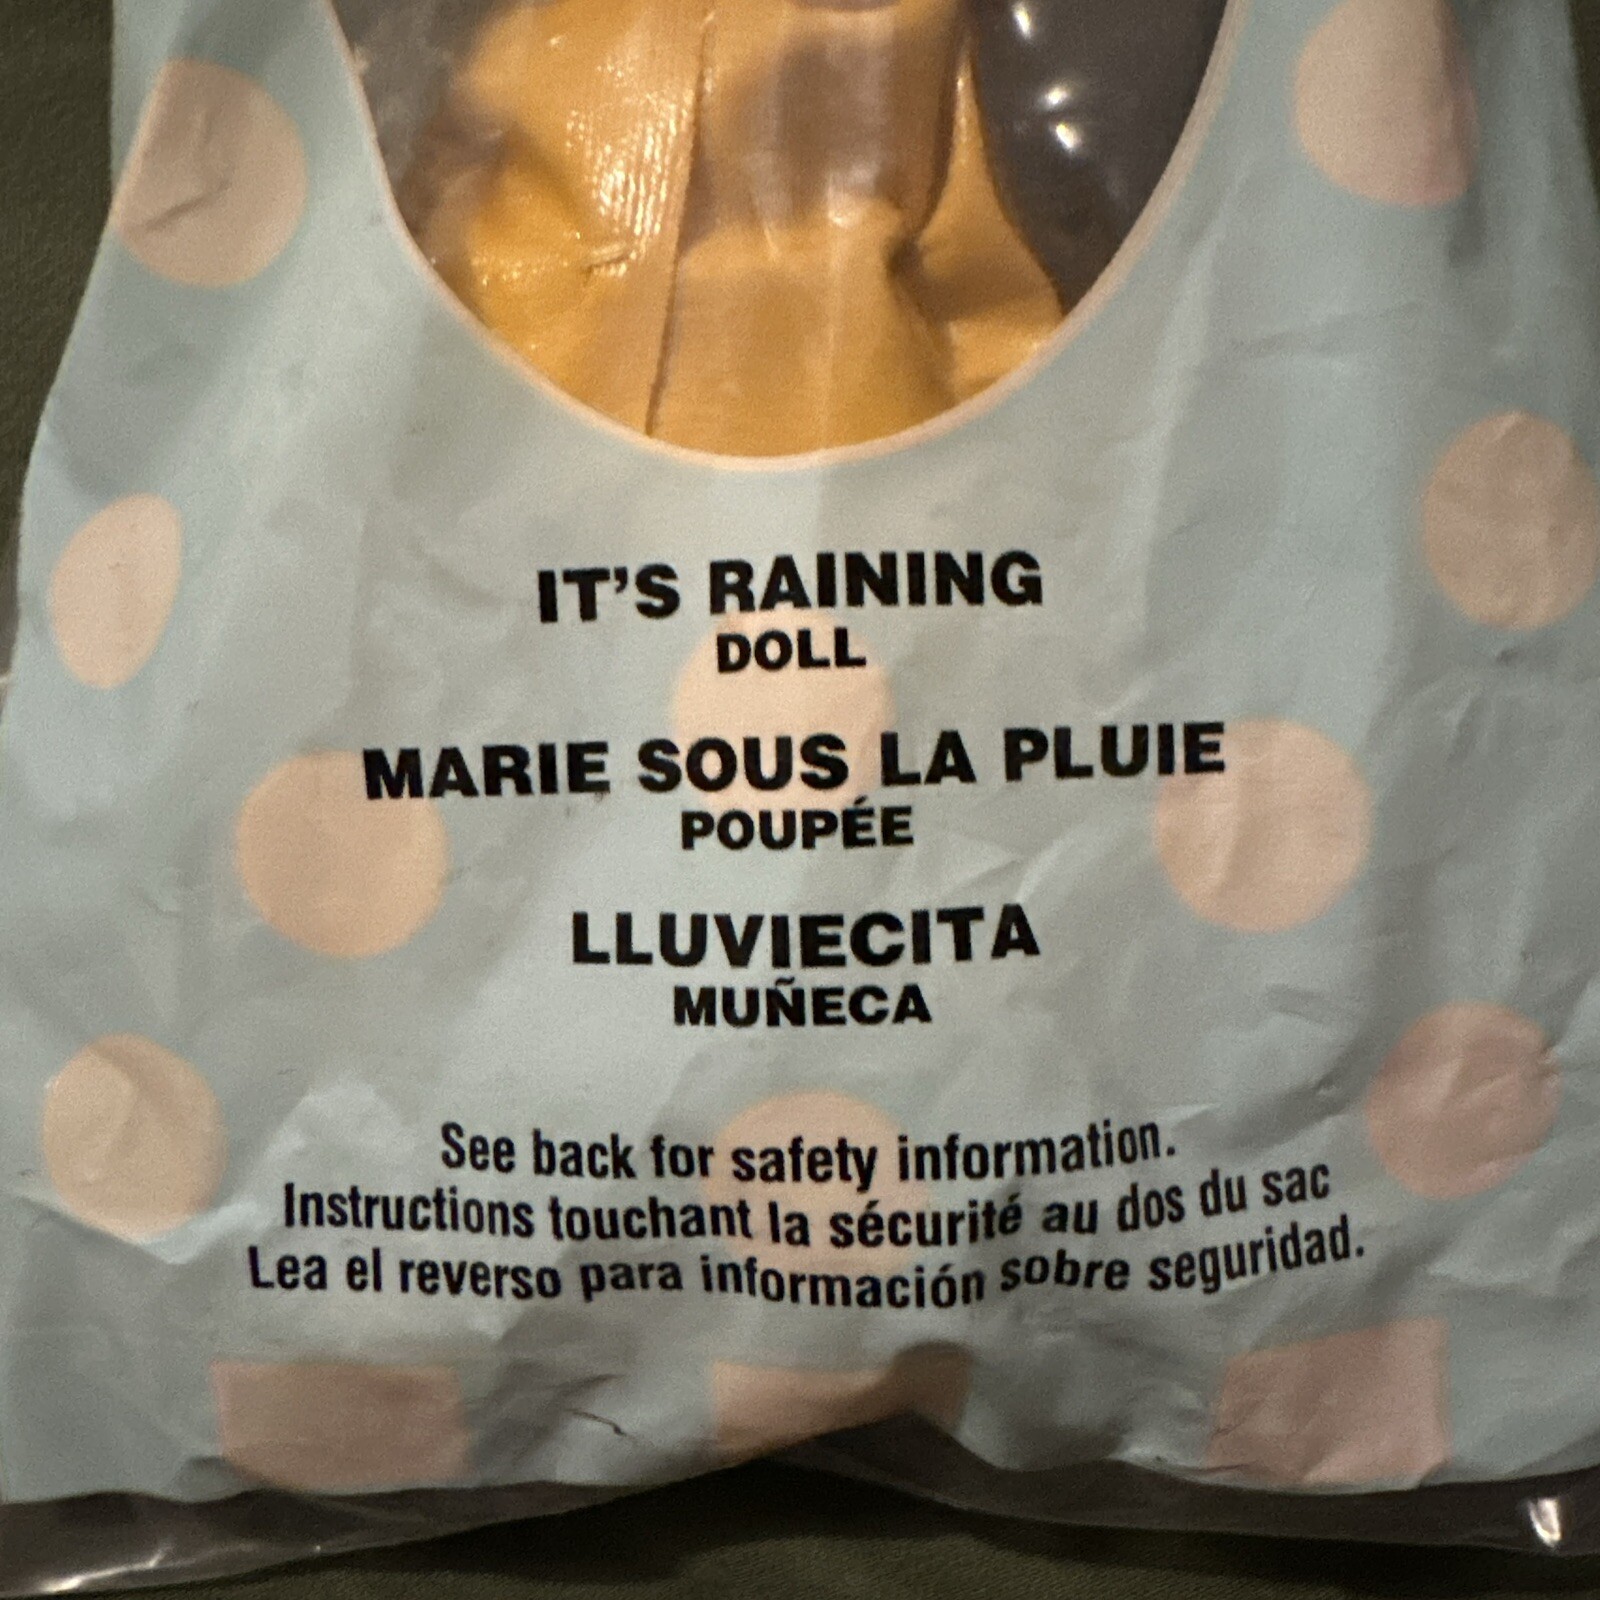 IT'S RAINING
DOLL
MARIE SOUS LA PLUIE
POUPÉE
LLUVIECITA
MUÑECA
See back for safety information.
Instructions touchant la sécurité au dos du sac
Lea el reverso para información sobre seguridad.